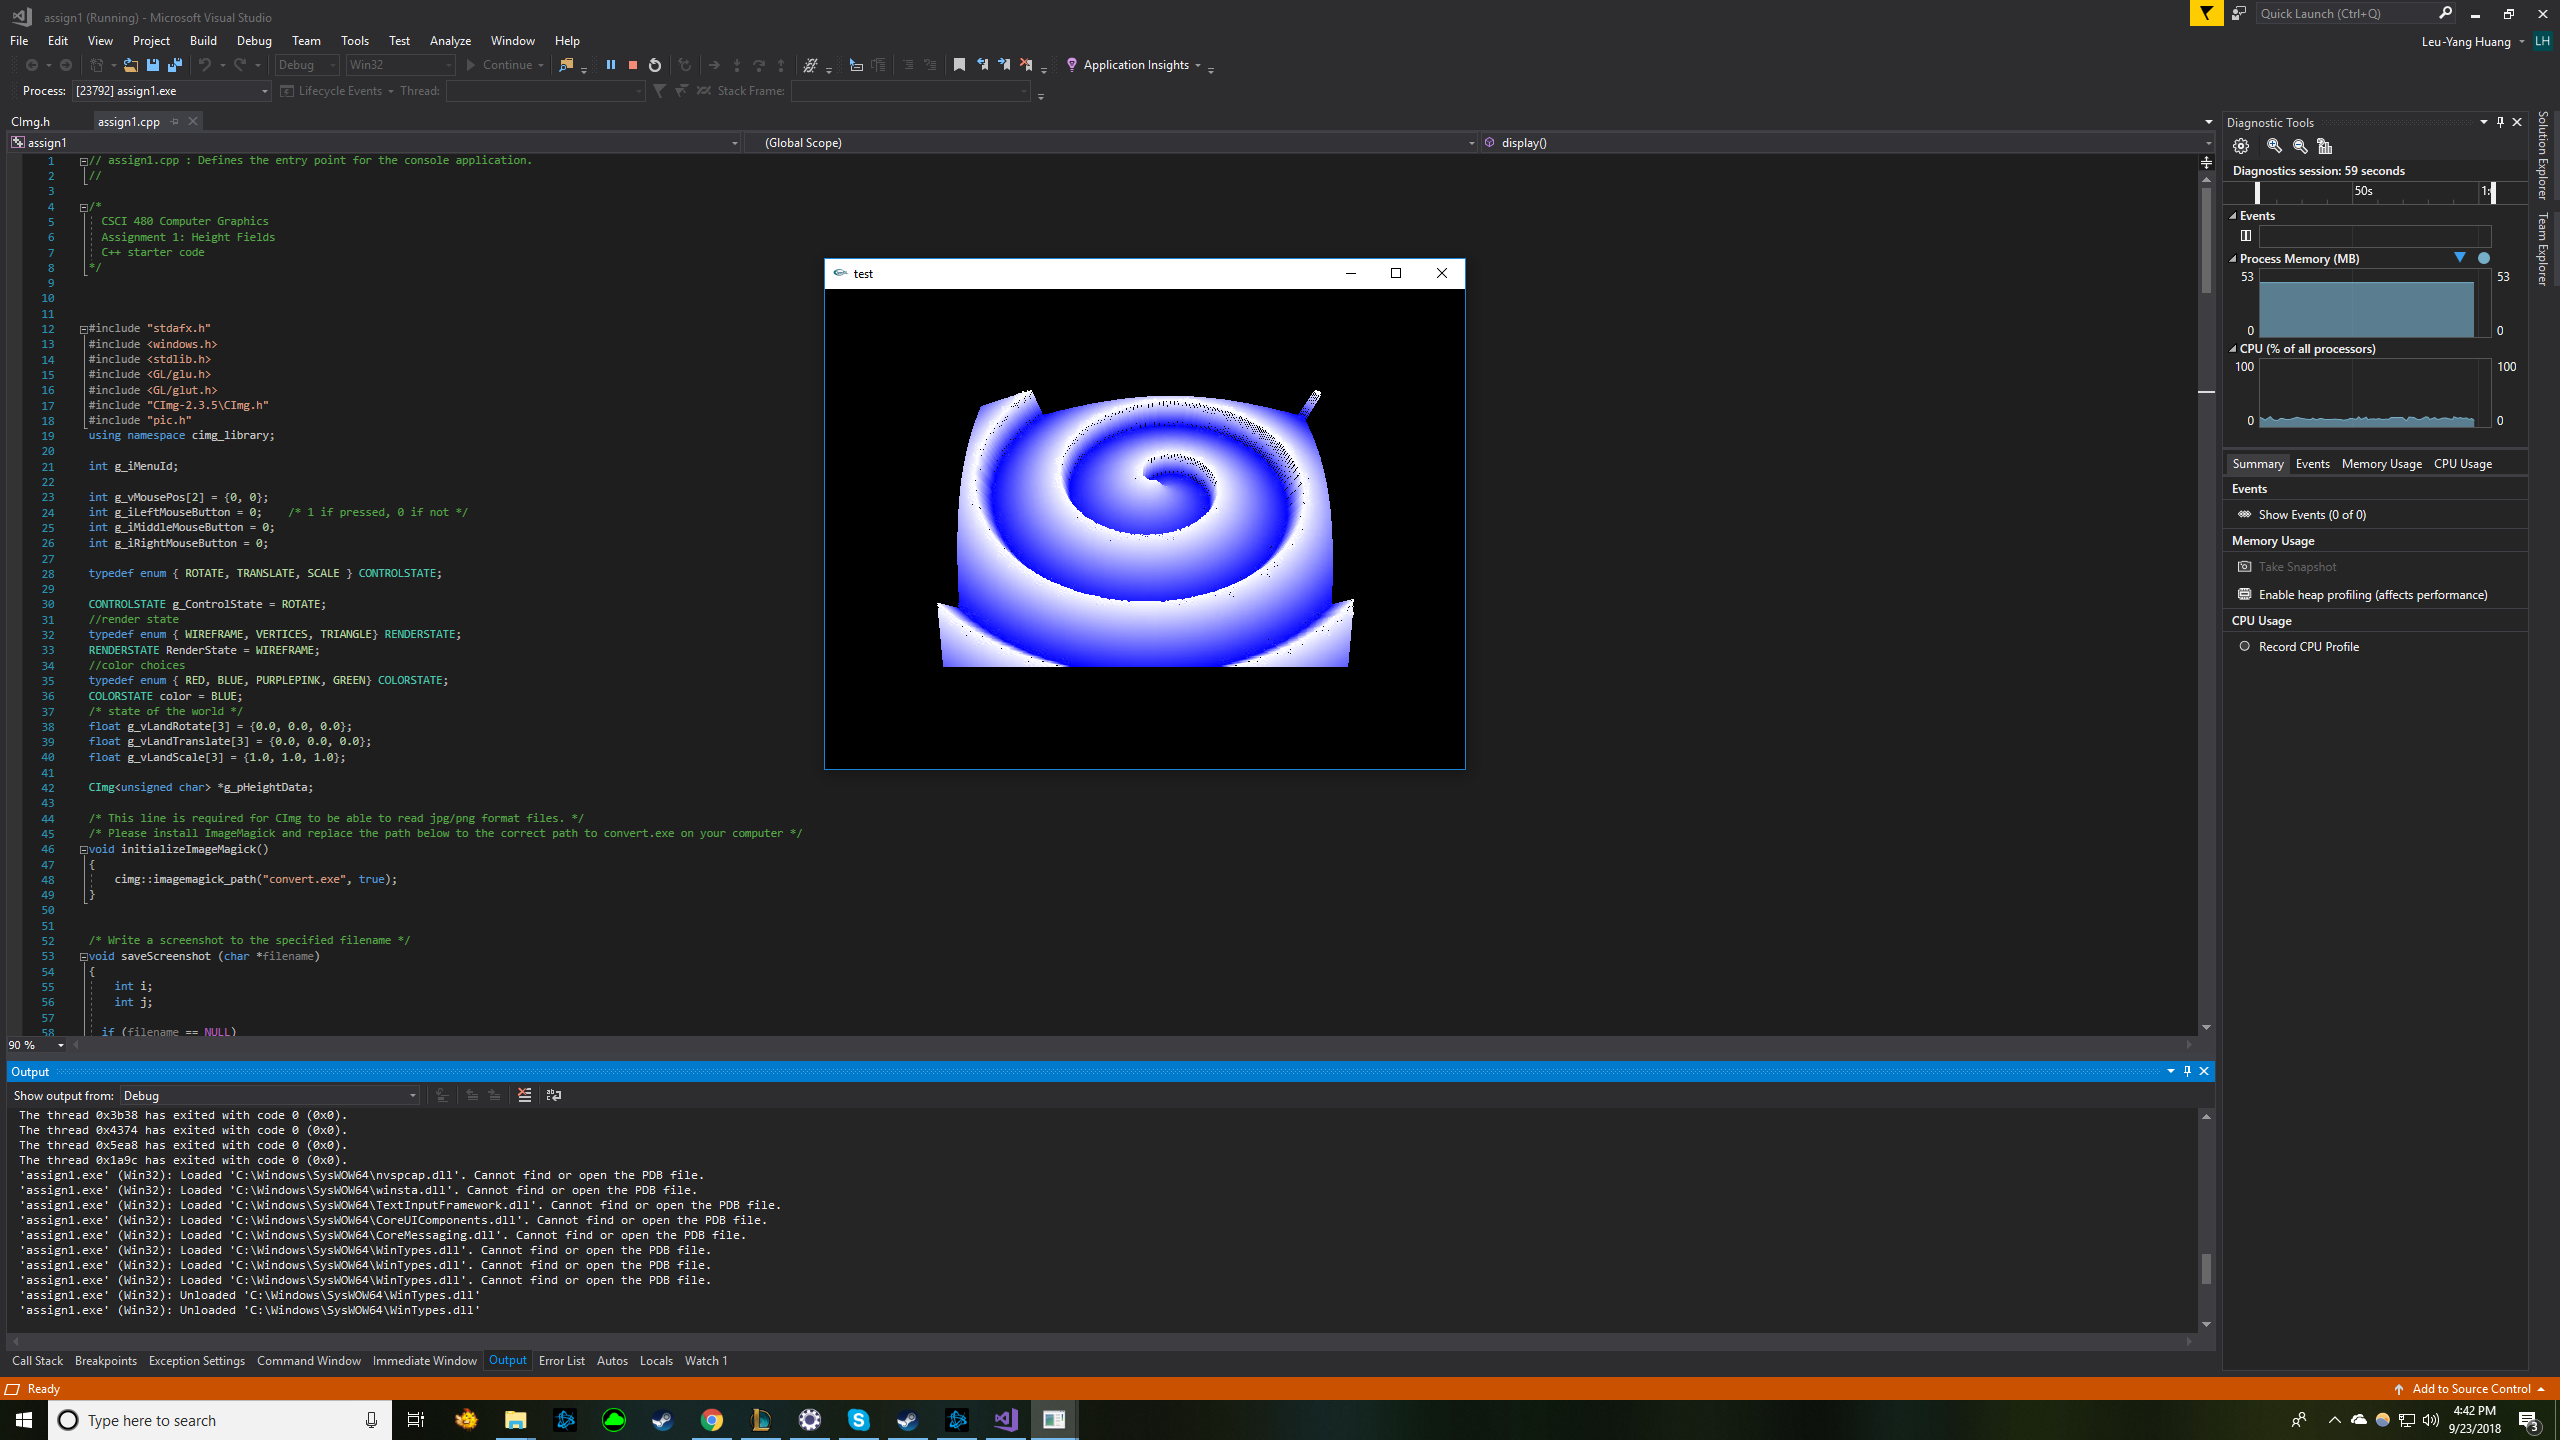 assign1 (Running) - Microsoft Visual Studio
Quick Launch (Ctrl+Q)
File Edit View Project Build Debug Team Tools Test Analyze Window Help
Leu-Yang Huang LH
Debug Win32 Continue Application Insights
Process: [23792] assign1.exe Lifecycle Events Thread: Stack Frame:
CImg.h assign1.cpp
assign1 (Global Scope) display()
1 // assign1.cpp : Defines the entry point for the console application.
2 //
3
4 /*
5 CSCI 480 Computer Graphics
6 Assignment 1: Height Fields
7 C++ starter code
8 */
9
10
11
12 #include "stdafx.h"
13 #include <windows.h>
14 #include <stdlib.h>
15 #include <GL/glu.h>
16 #include <GL/glut.h>
17 #include "CImg-2.3.5\CImg.h"
18 #include "pic.h"
19 using namespace cimg_library;
20
21 int g_iMenuId;
22
23 int g_vMousePos[2] = {0, 0};
24 int g_iLeftMouseButton = 0; /* 1 if pressed, 0 if not */
25 int g_iMiddleMouseButton = 0;
26 int g_iRightMouseButton = 0;
27
28 typedef enum { ROTATE, TRANSLATE, SCALE } CONTROLSTATE;
29
30 CONTROLSTATE g_ControlState = ROTATE;
31 //render state
32 typedef enum { WIREFRAME, VERTICES, TRIANGLE} RENDERSTATE;
33 RENDERSTATE RenderState = WIREFRAME;
34 //color choices
35 typedef enum { RED, BLUE, PURPLEPINK, GREEN} COLORSTATE;
36 COLORSTATE color = BLUE;
37 /* state of the world */
38 float g_vLandRotate[3] = {0.0, 0.0, 0.0};
39 float g_vLandTranslate[3] = {0.0, 0.0, 0.0};
40 float g_vLandScale[3] = {1.0, 1.0, 1.0};
41
42 CImg<unsigned char> *g_pHeightData;
43
44 /* This line is required for CImg to be able to read jpg/png format files. */
45 /* Please install ImageMagick and replace the path below to the correct path to convert.exe on your computer */
46 void initializeImageMagick()
47 {
48 cimg::imagemagick_path("convert.exe", true);
49 }
50
51
52 /* Write a screenshot to the specified filename */
53 void saveScreenshot (char *filename)
54 {
55 int i;
56 int j;
57
58 if (filename == NULL)
90 %
test
Output
Show output from: Debug
The thread 0x3b38 has exited with code 0 (0x0).
The thread 0x4374 has exited with code 0 (0x0).
The thread 0x5ea8 has exited with code 0 (0x0).
The thread 0x1a9c has exited with code 0 (0x0).
'assign1.exe' (Win32): Loaded 'C:\Windows\SysWOW64\nvspcap.dll'. Cannot find or open the PDB file.
'assign1.exe' (Win32): Loaded 'C:\Windows\SysWOW64\winsta.dll'. Cannot find or open the PDB file.
'assign1.exe' (Win32): Loaded 'C:\Windows\SysWOW64\TextInputFramework.dll'. Cannot find or open the PDB file.
'assign1.exe' (Win32): Loaded 'C:\Windows\SysWOW64\CoreUIComponents.dll'. Cannot find or open the PDB file.
'assign1.exe' (Win32): Loaded 'C:\Windows\SysWOW64\CoreMessaging.dll'. Cannot find or open the PDB file.
'assign1.exe' (Win32): Loaded 'C:\Windows\SysWOW64\WinTypes.dll'. Cannot find or open the PDB file.
'assign1.exe' (Win32): Loaded 'C:\Windows\SysWOW64\WinTypes.dll'. Cannot find or open the PDB file.
'assign1.exe' (Win32): Loaded 'C:\Windows\SysWOW64\WinTypes.dll'. Cannot find or open the PDB file.
'assign1.exe' (Win32): Unloaded 'C:\Windows\SysWOW64\WinTypes.dll'
'assign1.exe' (Win32): Unloaded 'C:\Windows\SysWOW64\WinTypes.dll'
Call Stack Breakpoints Exception Settings Command Window Immediate Window Output Error List Autos Locals Watch 1
Diagnostic Tools
Diagnostics session: 59 seconds
50s
Events
Process Memory (MB)
53 53
0 0
CPU (% of all processors)
100 100
0 0
Summary Events Memory Usage CPU Usage
Events
Show Events (0 of 0)
Memory Usage
Take Snapshot
Enable heap profiling (affects performance)
CPU Usage
Record CPU Profile
Solution Explorer
Team Explorer
Ready
Add to Source Control
Type here to search
4:42 PM
9/23/2018
3